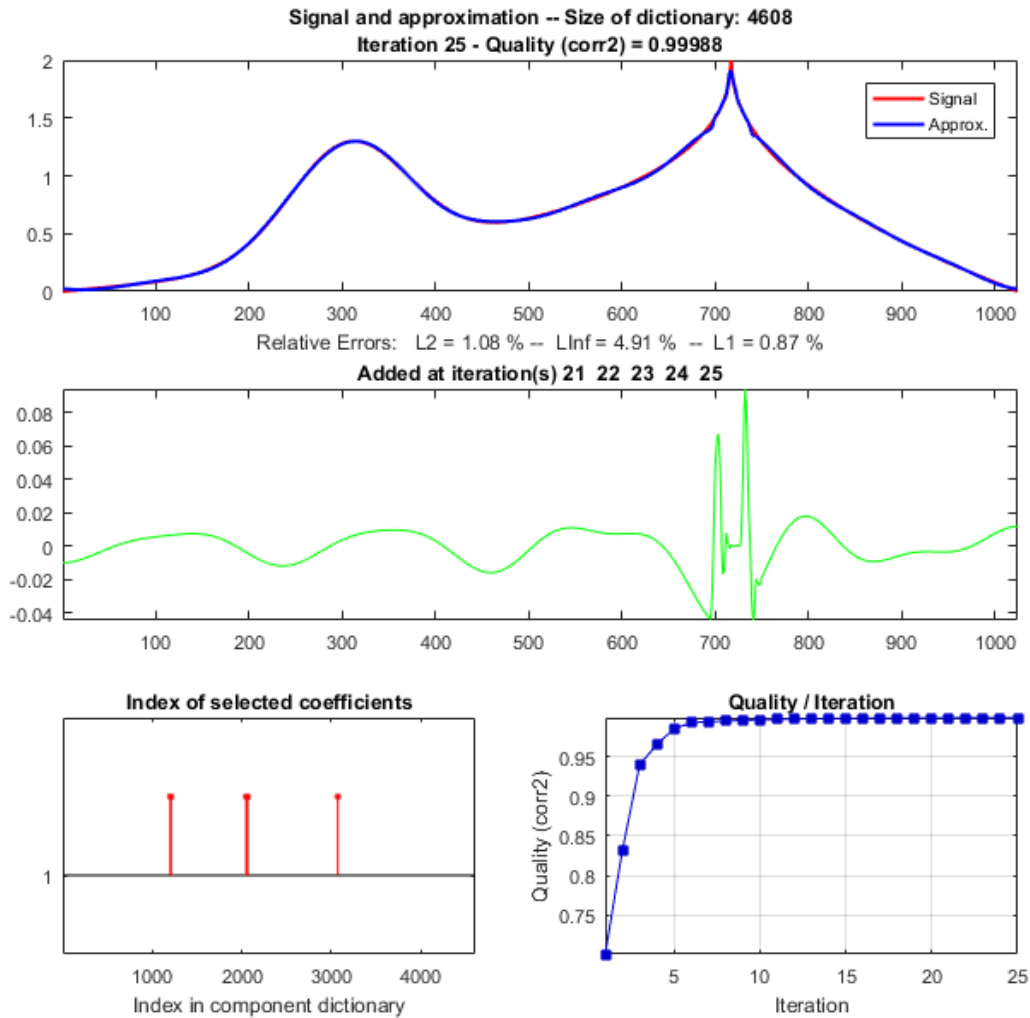 Signal and approximation -- Size of dictionary: 4608
Iteration 25 - Quality (corr2) = 0.99988
2
1.5
1
0.5
0
Signal
Approx.
100 200 300 400 500 600 700 800 900 1000
Relative Errors: L2 = 1.08 % -- LInf = 4.91 % -- L1 = 0.87 %
Added at iteration(s) 21 22 23 24 25
0.08
0.06
0.04
0.02
0
-0.02
-0.04
100 200 300 400 500 600 700 800 900 1000
Index of selected coefficients
1
1000 2000 3000 4000
Index in component dictionary
Quality / Iteration
Quality (corr2)
0.95
0.9
0.85
0.8
0.75
5 10 15 20 25
Iteration